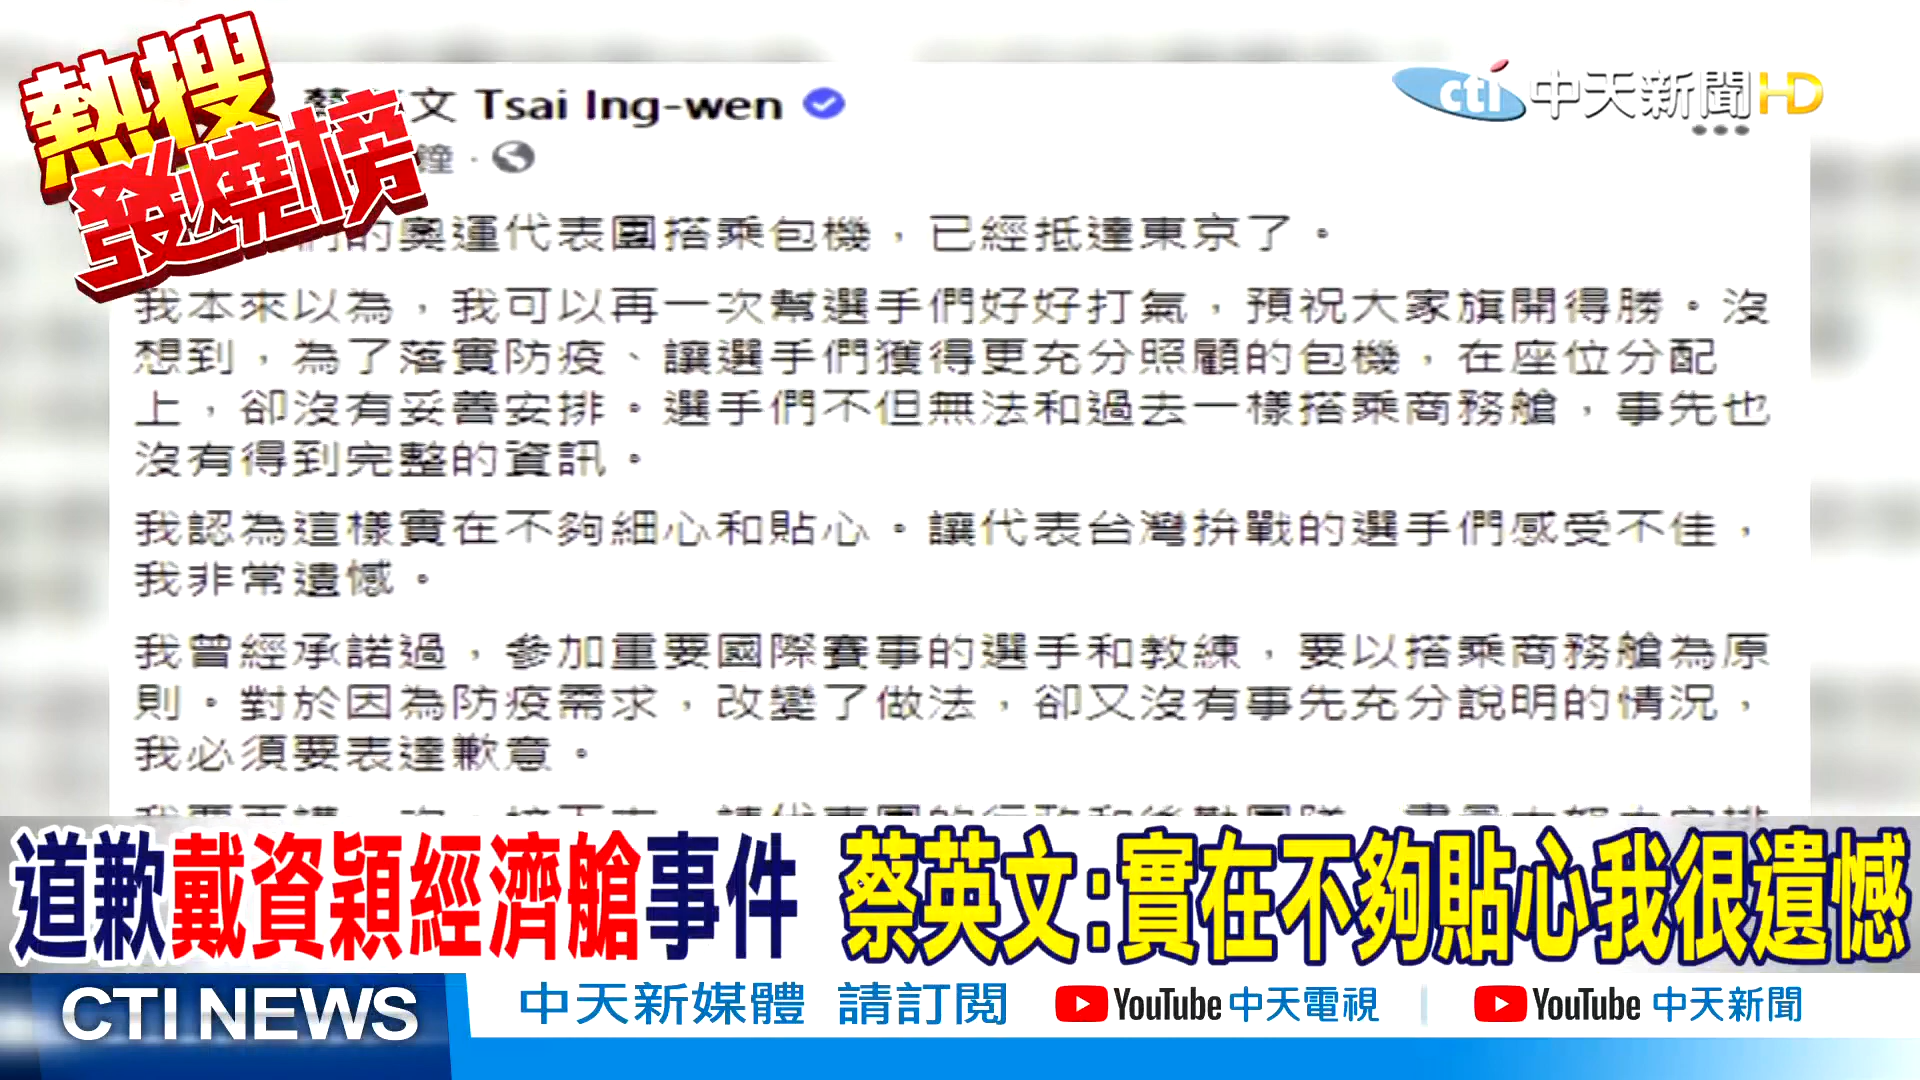 熱搜
發燒榜
文 Tsai Ing-wen
鐘
cti 中天新聞HD
的奧運代表團搭乘包機,已經抵達東京了。
我本來以為,我可以再一次幫選手們好好打氣,預祝大家旗開得勝。沒
想到,為了落實防疫、讓選手們獲得更充分照顧的包機,在座位分配
上,卻沒有妥善安排。選手們不但無法和過去一樣搭乘商務艙,事先也
沒有得到完整的資訊。
我認為這樣實在不夠細心和貼心。讓代表台灣拚戰的選手們感受不佳,
我非常遺憾。
我曾經承諾過,參加重要國際賽事的選手和教練,要以搭乘商務艙為原
則。對於因為防疫需求,改變了做法,卻又沒有事先充分說明的情況,
我必須要表達歉意。
道歉戴資穎經濟艙事件 蔡英文:實在不夠貼心我很遺憾
CTI NEWS 中天新媒體 請訂閱 YouTube 中天電視 | YouTube 中天新聞